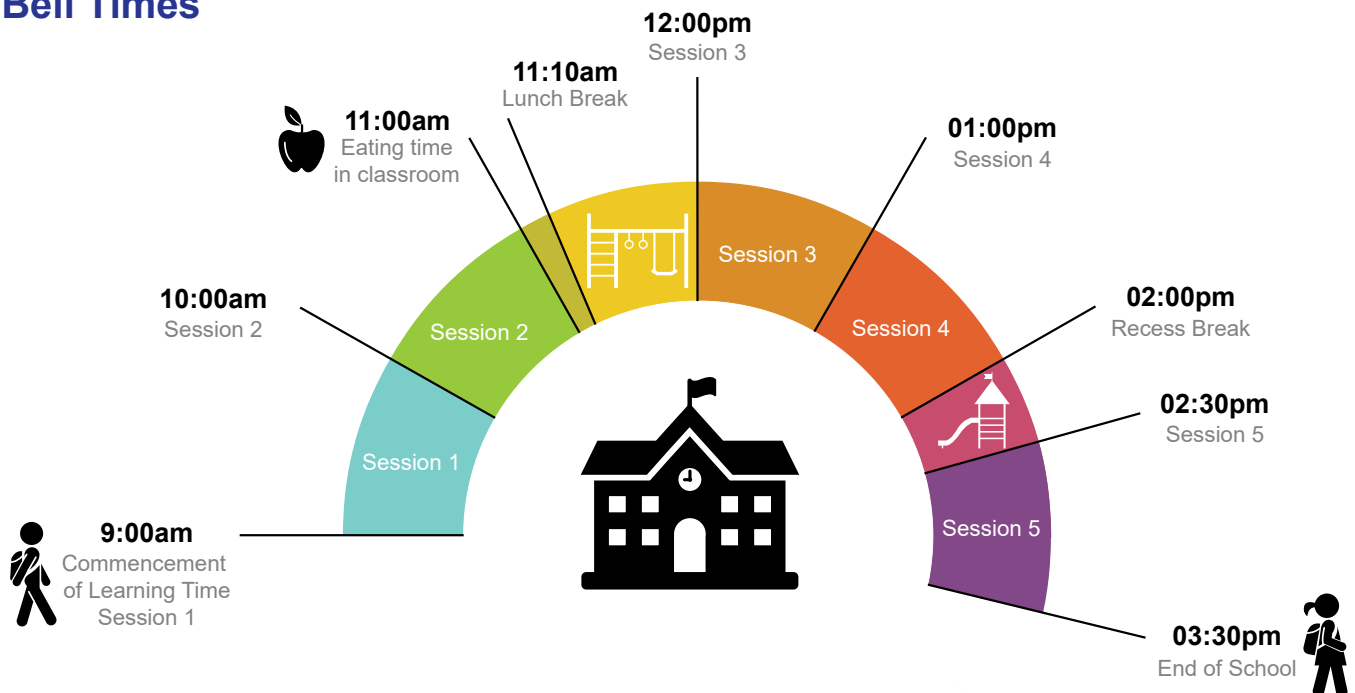 Bell Times
9:00am
Commencement
of Learning Time
Session 1
10:00am
Session 2
11:00am
Eating time
in classroom
11:10am
Lunch Break
12:00pm
Session 3
01:00pm
Session 4
02:00pm
Recess Break
02:30pm
Session 5
03:30pm
End of School
Session 1
Session 2
Session 3
Session 4
Session 5